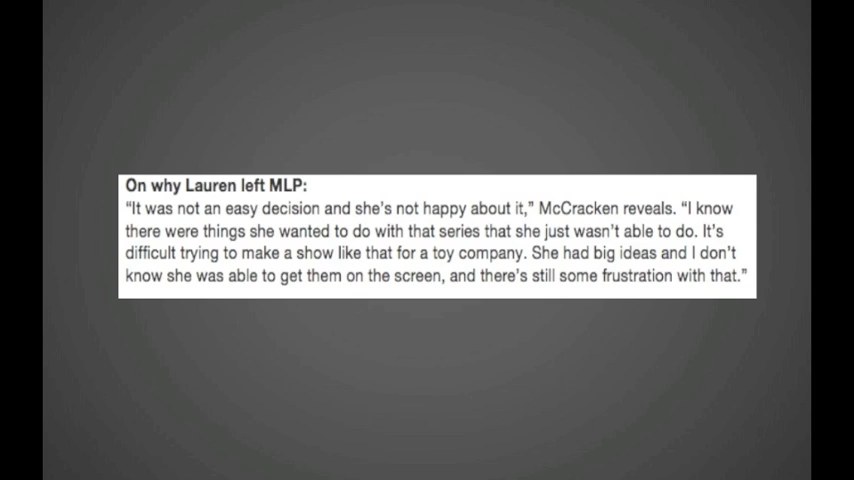 On why Lauren left MLP:
“It was not an easy decision and she’s not happy about it,” McCracken reveals. “I know
there were things she wanted to do with that series that she just wasn’t able to do. It’s
difficult trying to make a show like that for a toy company. She had big ideas and I don’t
know she was able to get them on the screen, and there’s still some frustration with that.”